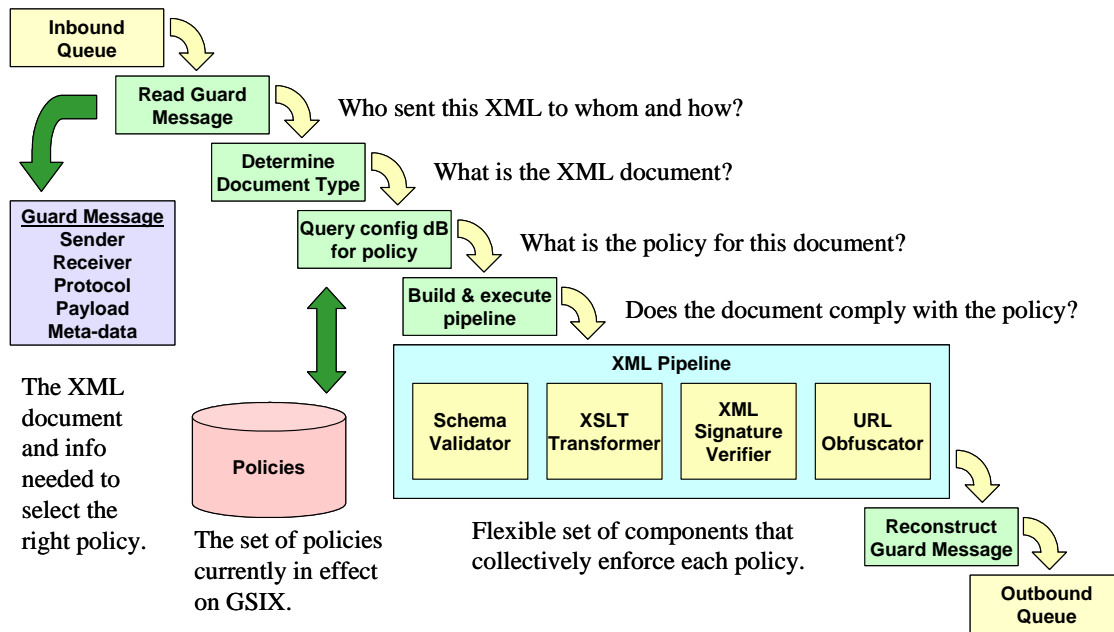 Inbound
Queue
Read Guard
Message
Who sent this XML to whom and how?
Determine
Document Type
What is the XML document?
Guard Message
Sender
Receiver
Protocol
Payload
Meta-data
Query config dB
for policy
What is the policy for this document?
Build & execute
pipeline
Does the document comply with the policy?
The XML
document
and info
needed to
select the
right policy.
Policies
The set of policies
currently in effect
on GSIX.
XML Pipeline
Schema
Validator
XSLT
Transformer
XML
Signature
Verifier
URL
Obfuscator
Flexible set of components that
collectively enforce each policy.
Reconstruct
Guard Message
Outbound
Queue